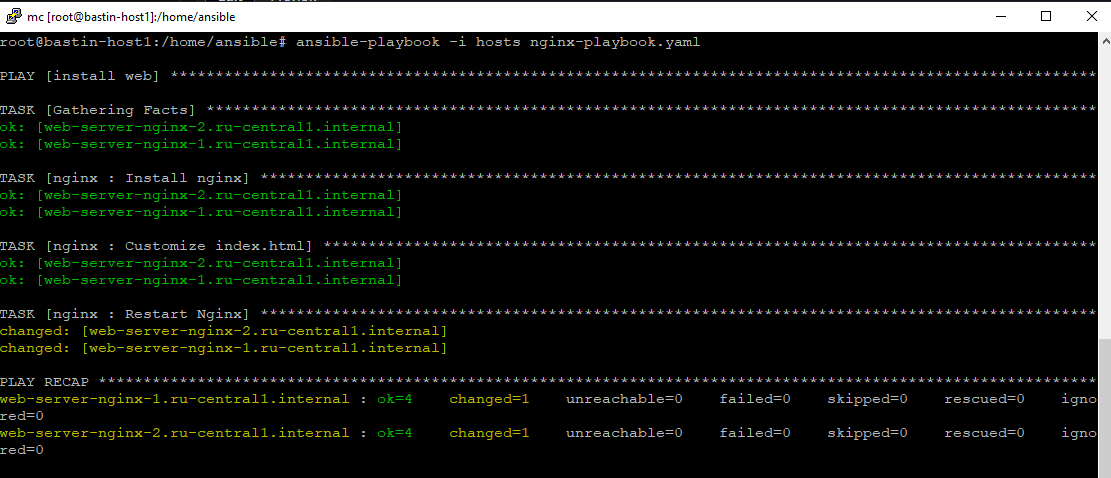 mc [root@bastin-host1]:/home/ansible
root@bastin-host1:/home/ansible# ansible-playbook -i hosts nginx-playbook.yaml
PLAY [install web] ********************************************************************************************************
TASK [Gathering Facts] ****************************************************************************************************
ok: [web-server-nginx-2.ru-central1.internal]
ok: [web-server-nginx-1.ru-central1.internal]
TASK [nginx : Install nginx] **********************************************************************************************
ok: [web-server-nginx-2.ru-central1.internal]
ok: [web-server-nginx-1.ru-central1.internal]
TASK [nginx : Customize index.html] ***************************************************************************************
ok: [web-server-nginx-2.ru-central1.internal]
ok: [web-server-nginx-1.ru-central1.internal]
TASK [nginx : Restart Nginx] **********************************************************************************************
changed: [web-server-nginx-2.ru-central1.internal]
changed: [web-server-nginx-1.ru-central1.internal]
PLAY RECAP ****************************************************************************************************************
web-server-nginx-1.ru-central1.internal : ok=4    changed=1    unreachable=0    failed=0    skipped=0    rescued=0    igno
red=0
web-server-nginx-2.ru-central1.internal : ok=4    changed=1    unreachable=0    failed=0    skipped=0    rescued=0    igno
red=0